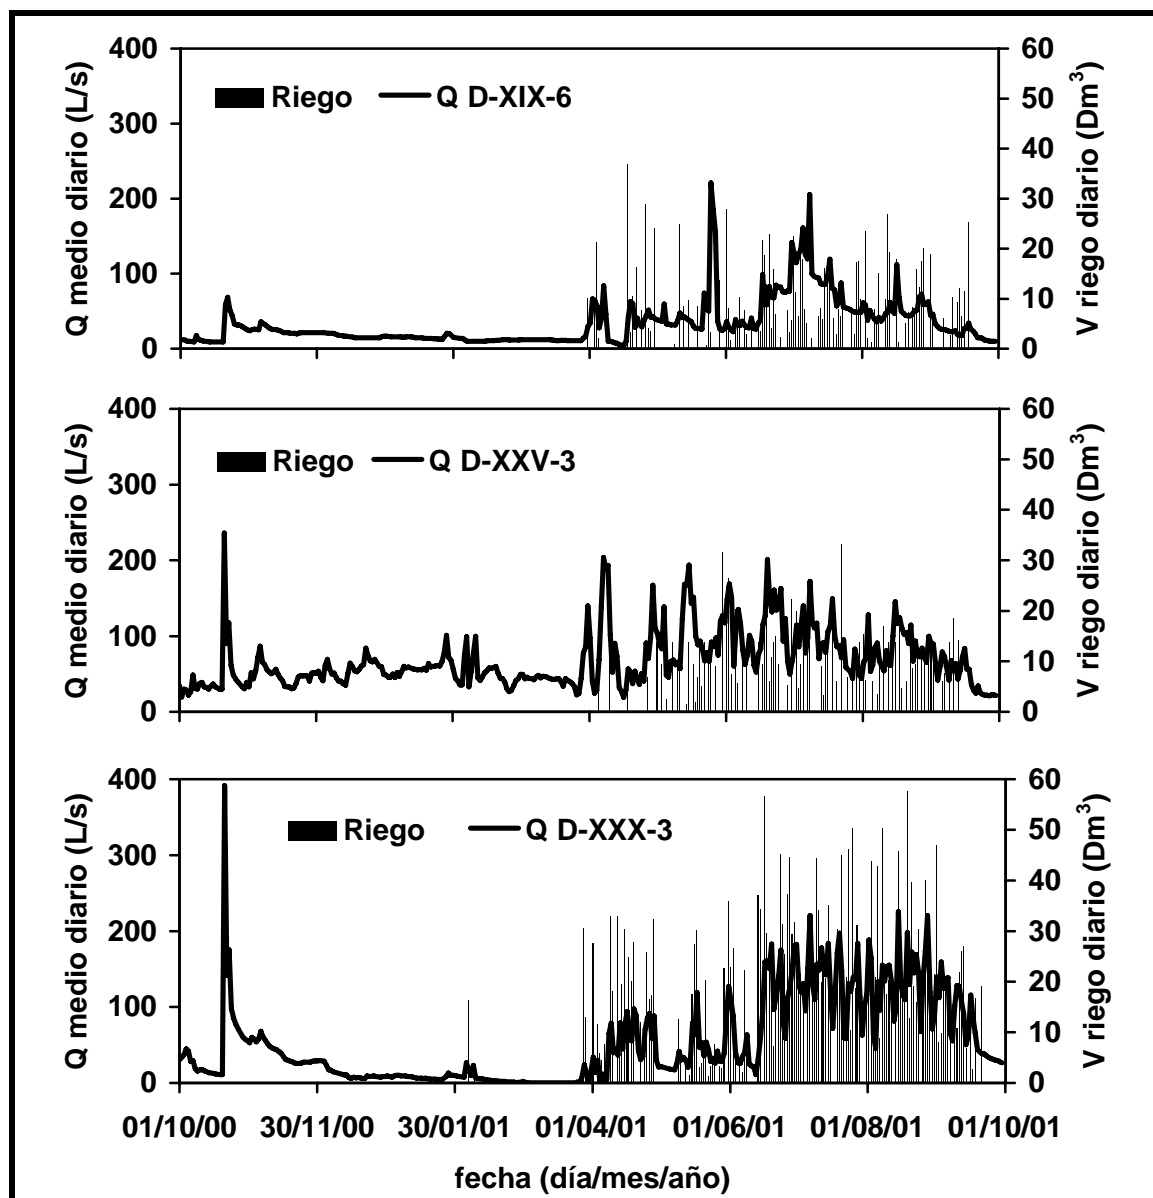 Q medio diario (L/s)
400
300
200
100
0
Riego
Q D-XIX-6
60
50
40
30
20
10
0
V riego diario (Dm³)
Q medio diario (L/s)
400
300
200
100
0
Riego
Q D-XXV-3
60
50
40
30
20
10
0
V riego diario (Dm³)
Q medio diario (L/s)
400
300
200
100
0
Riego
Q D-XXX-3
60
50
40
30
20
10
0
V riego diario (Dm³)
01/10/00 30/11/00 30/01/01 01/04/01 01/06/01 01/08/01 01/10/01
fecha (día/mes/año)